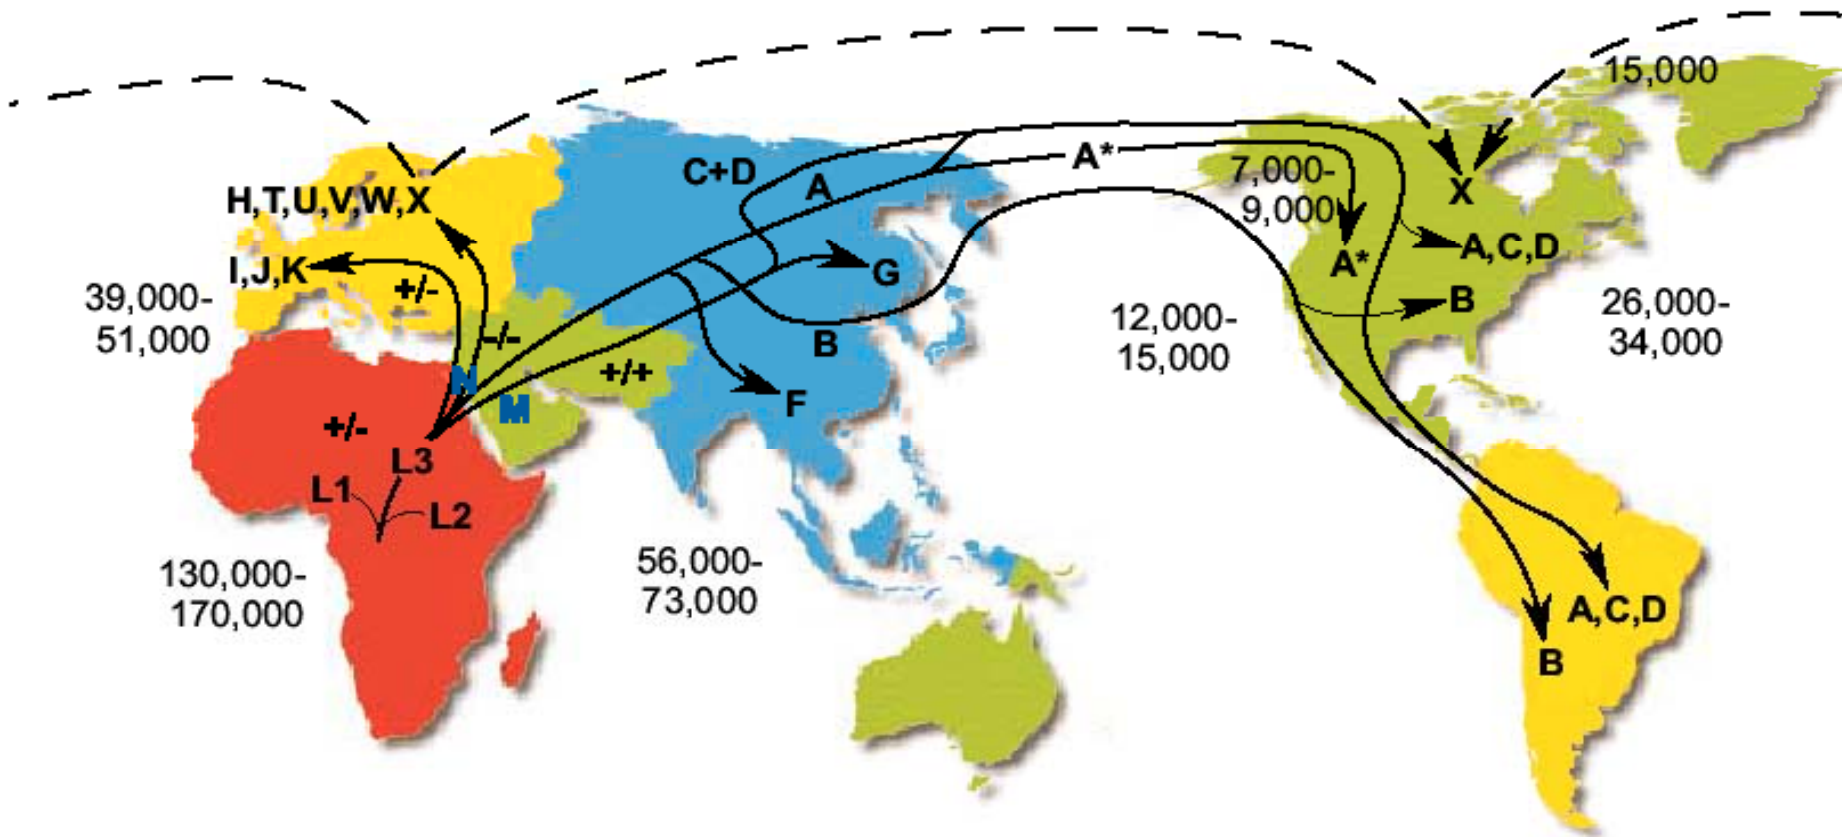 15,000
C+D
A
A*
7,000-
9,000
X
H,T,U,V,W,X
A,C,D
A*
I,J,K
+/-
G
B
39,000-
51,000
12,000-
15,000
26,000-
34,000
-/-
B
+/+
N
M
F
+/-
L3
L1
L2
130,000-
170,000
56,000-
73,000
A,C,D
B